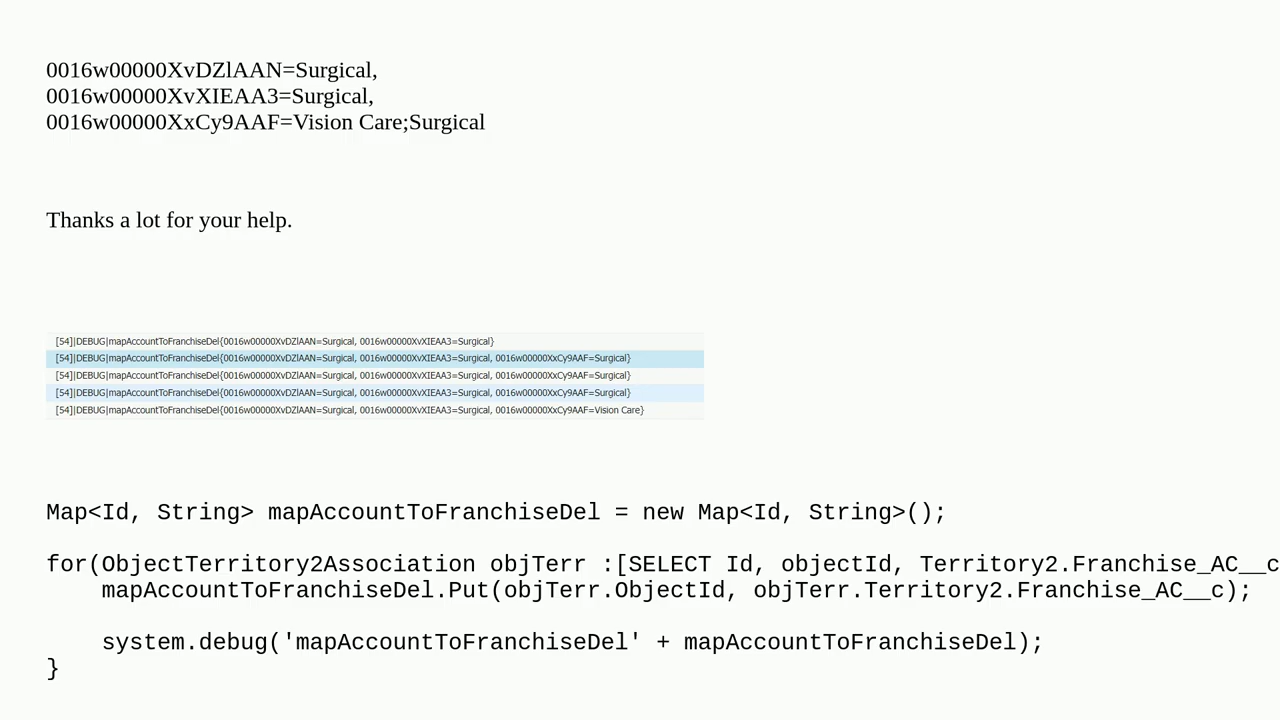 0016w00000XvDZlAAN=Surgical,
0016w00000XvXIEAA3=Surgical,
0016w00000XxCy9AAF=Vision Care;Surgical
Thanks a lot for your help.
[54]|DEBUG|mapAccountToFranchiseDel{0016w00000XvDZlAAN=Surgical, 0016w00000XvXIEAA3=Surgical}
[54]|DEBUG|mapAccountToFranchiseDel{0016w00000XvDZlAAN=Surgical, 0016w00000XvXIEAA3=Surgical, 0016w00000XxCy9AAF=Surgical}
[54]|DEBUG|mapAccountToFranchiseDel{0016w00000XvDZlAAN=Surgical, 0016w00000XvXIEAA3=Surgical, 0016w00000XxCy9AAF=Surgical}
[54]|DEBUG|mapAccountToFranchiseDel{0016w00000XvDZlAAN=Surgical, 0016w00000XvXIEAA3=Surgical, 0016w00000XxCy9AAF=Surgical}
[54]|DEBUG|mapAccountToFranchiseDel{0016w00000XvDZlAAN=Surgical, 0016w00000XvXIEAA3=Surgical, 0016w00000XxCy9AAF=Vision Care}
Map<Id, String> mapAccountToFranchiseDel = new Map<Id, String>();
for(ObjectTerritory2Association objTerr :[SELECT Id, objectId, Territory2.Franchise_AC__c
mapAccountToFranchiseDel.Put(objTerr.ObjectId, objTerr.Territory2.Franchise_AC__c);
system.debug('mapAccountToFranchiseDel' + mapAccountToFranchiseDel);
}